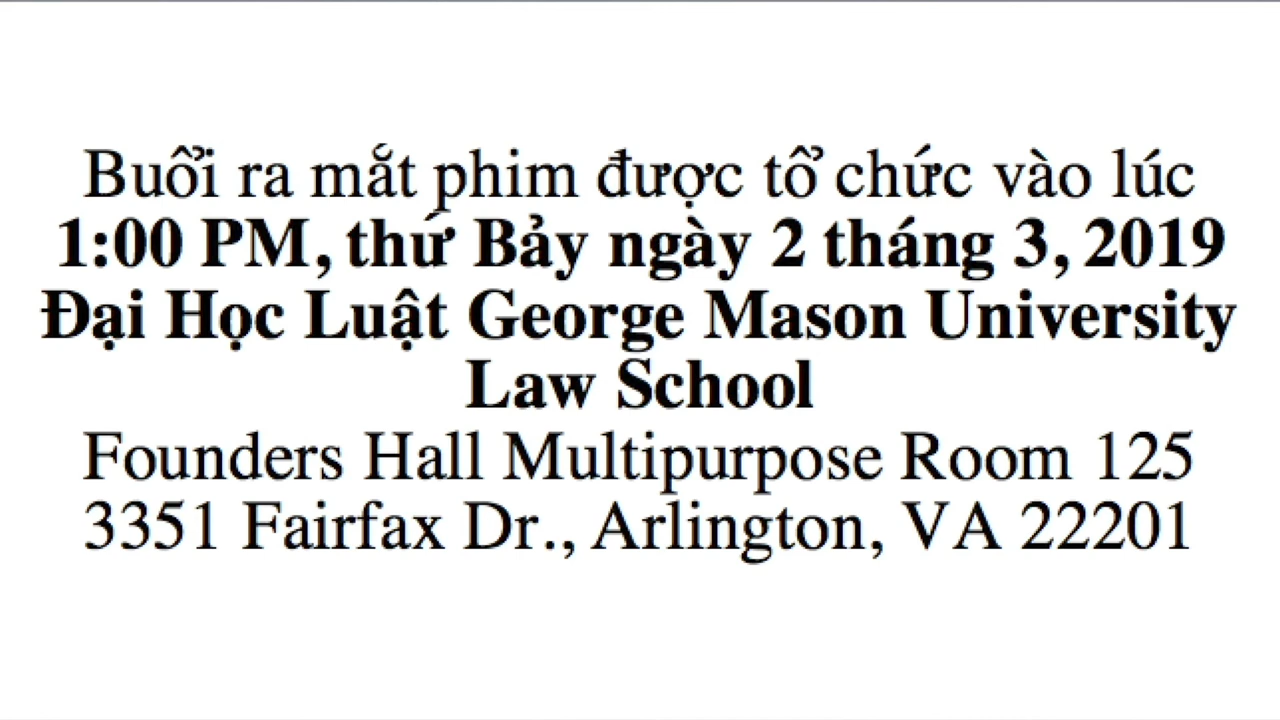 Buổi ra mắt phim được tổ chức vào lúc
1:00 PM, thứ Bảy ngày 2 tháng 3, 2019
Đại Học Luật George Mason University
Law School
Founders Hall Multipurpose Room 125
3351 Fairfax Dr., Arlington, VA 22201